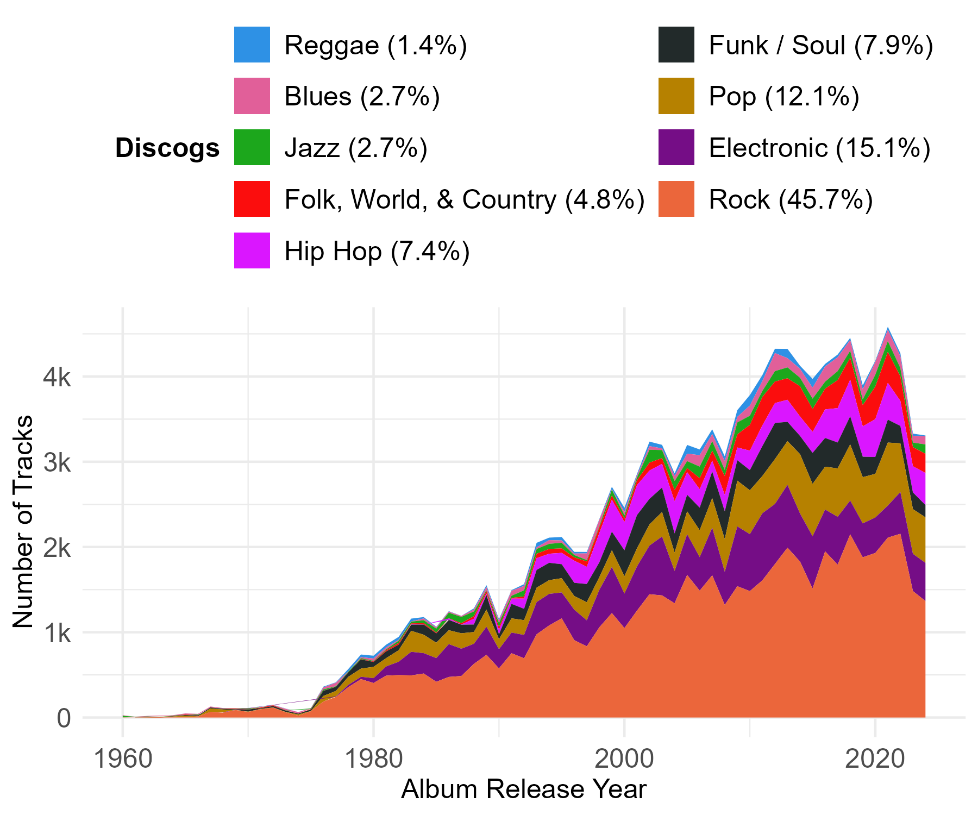 Reggae (1.4%)
Blues (2.7%)
Discogs
Jazz (2.7%)
Folk, World, & Country (4.8%)
Hip Hop (7.4%)
Funk / Soul (7.9%)
Pop (12.1%)
Electronic (15.1%)
Rock (45.7%)
Number of Tracks
4k
3k
2k
1k
0
1960
1980
2000
2020
Album Release Year